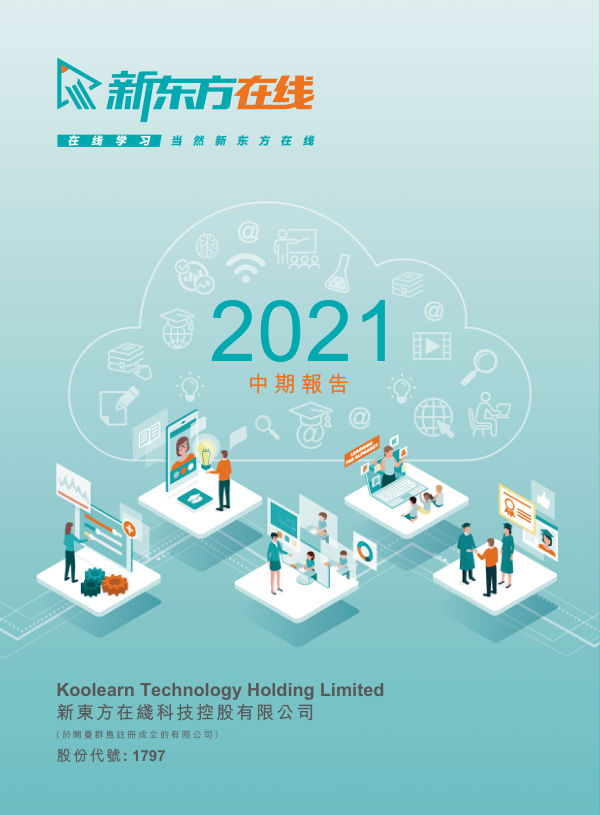 新东方在线
在线学习 当然新东方在线
2021
中期報告
LEARNING
THE ALPHABET
Koolearn Technology Holding Limited
新東方在綫科技控股有限公司
（於開曼群島註冊成立的有限公司）
股份代號：1797